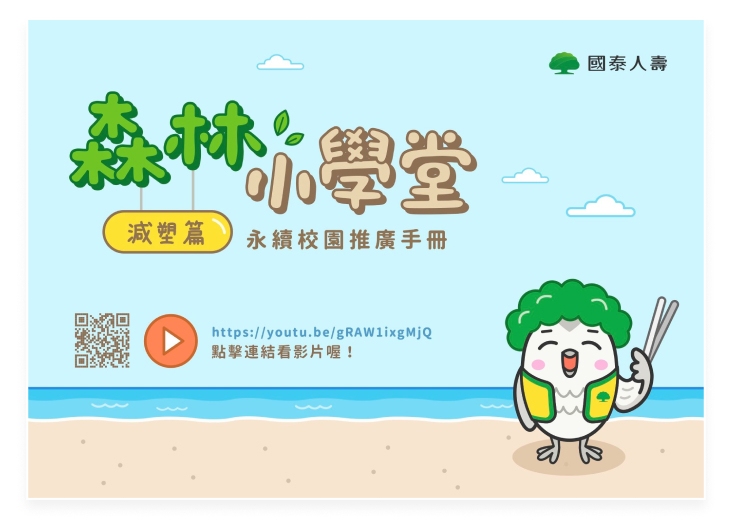 國泰人壽
森林小學堂
減塑篇
永續校園推廣手冊
https://youtu.be/gRAW1ixgMjQ
點擊連結看影片喔！